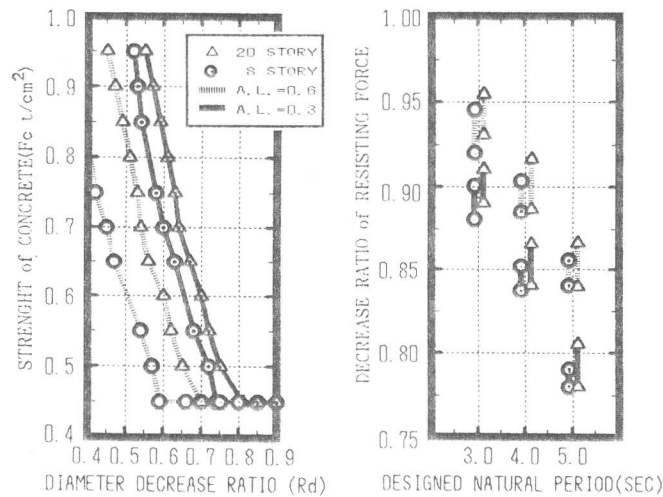 STRENGHT of CONCRETE(Fc t/cm²)
1.0
0.9
0.8
0.7
0.6
0.5
0.4
0.4 0.5 0.6 0.7 0.8 0.9
DIAMETER DECREASE RATIO (Rd)
20 STORY
8 STORY
A.L.=0.6
A.L.=0.3
DECREASE RATIO of RESISTING FORCE
1.00
0.95
0.90
0.85
0.80
0.75
3.0 4.0 5.0
DESIGNED NATURAL PERIOD(SEC)